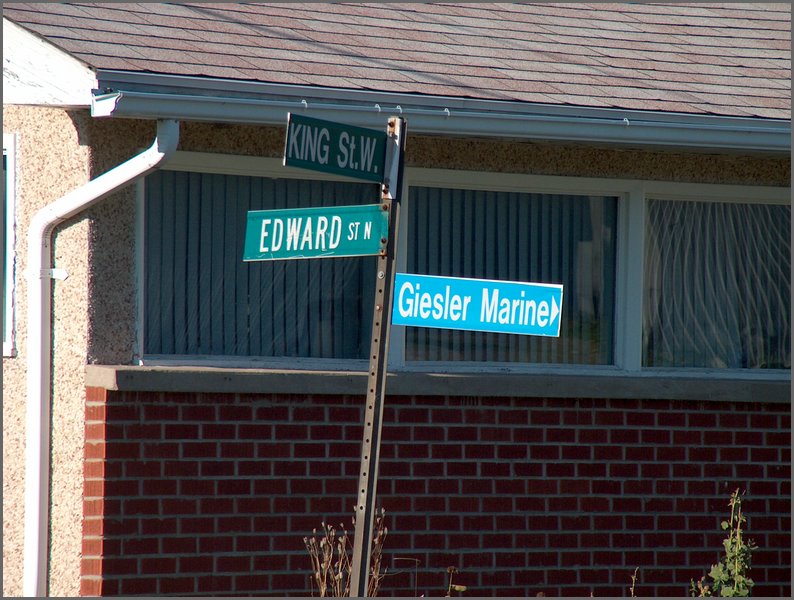 KING St.W.
EDWARD ST N
Giesler Marine